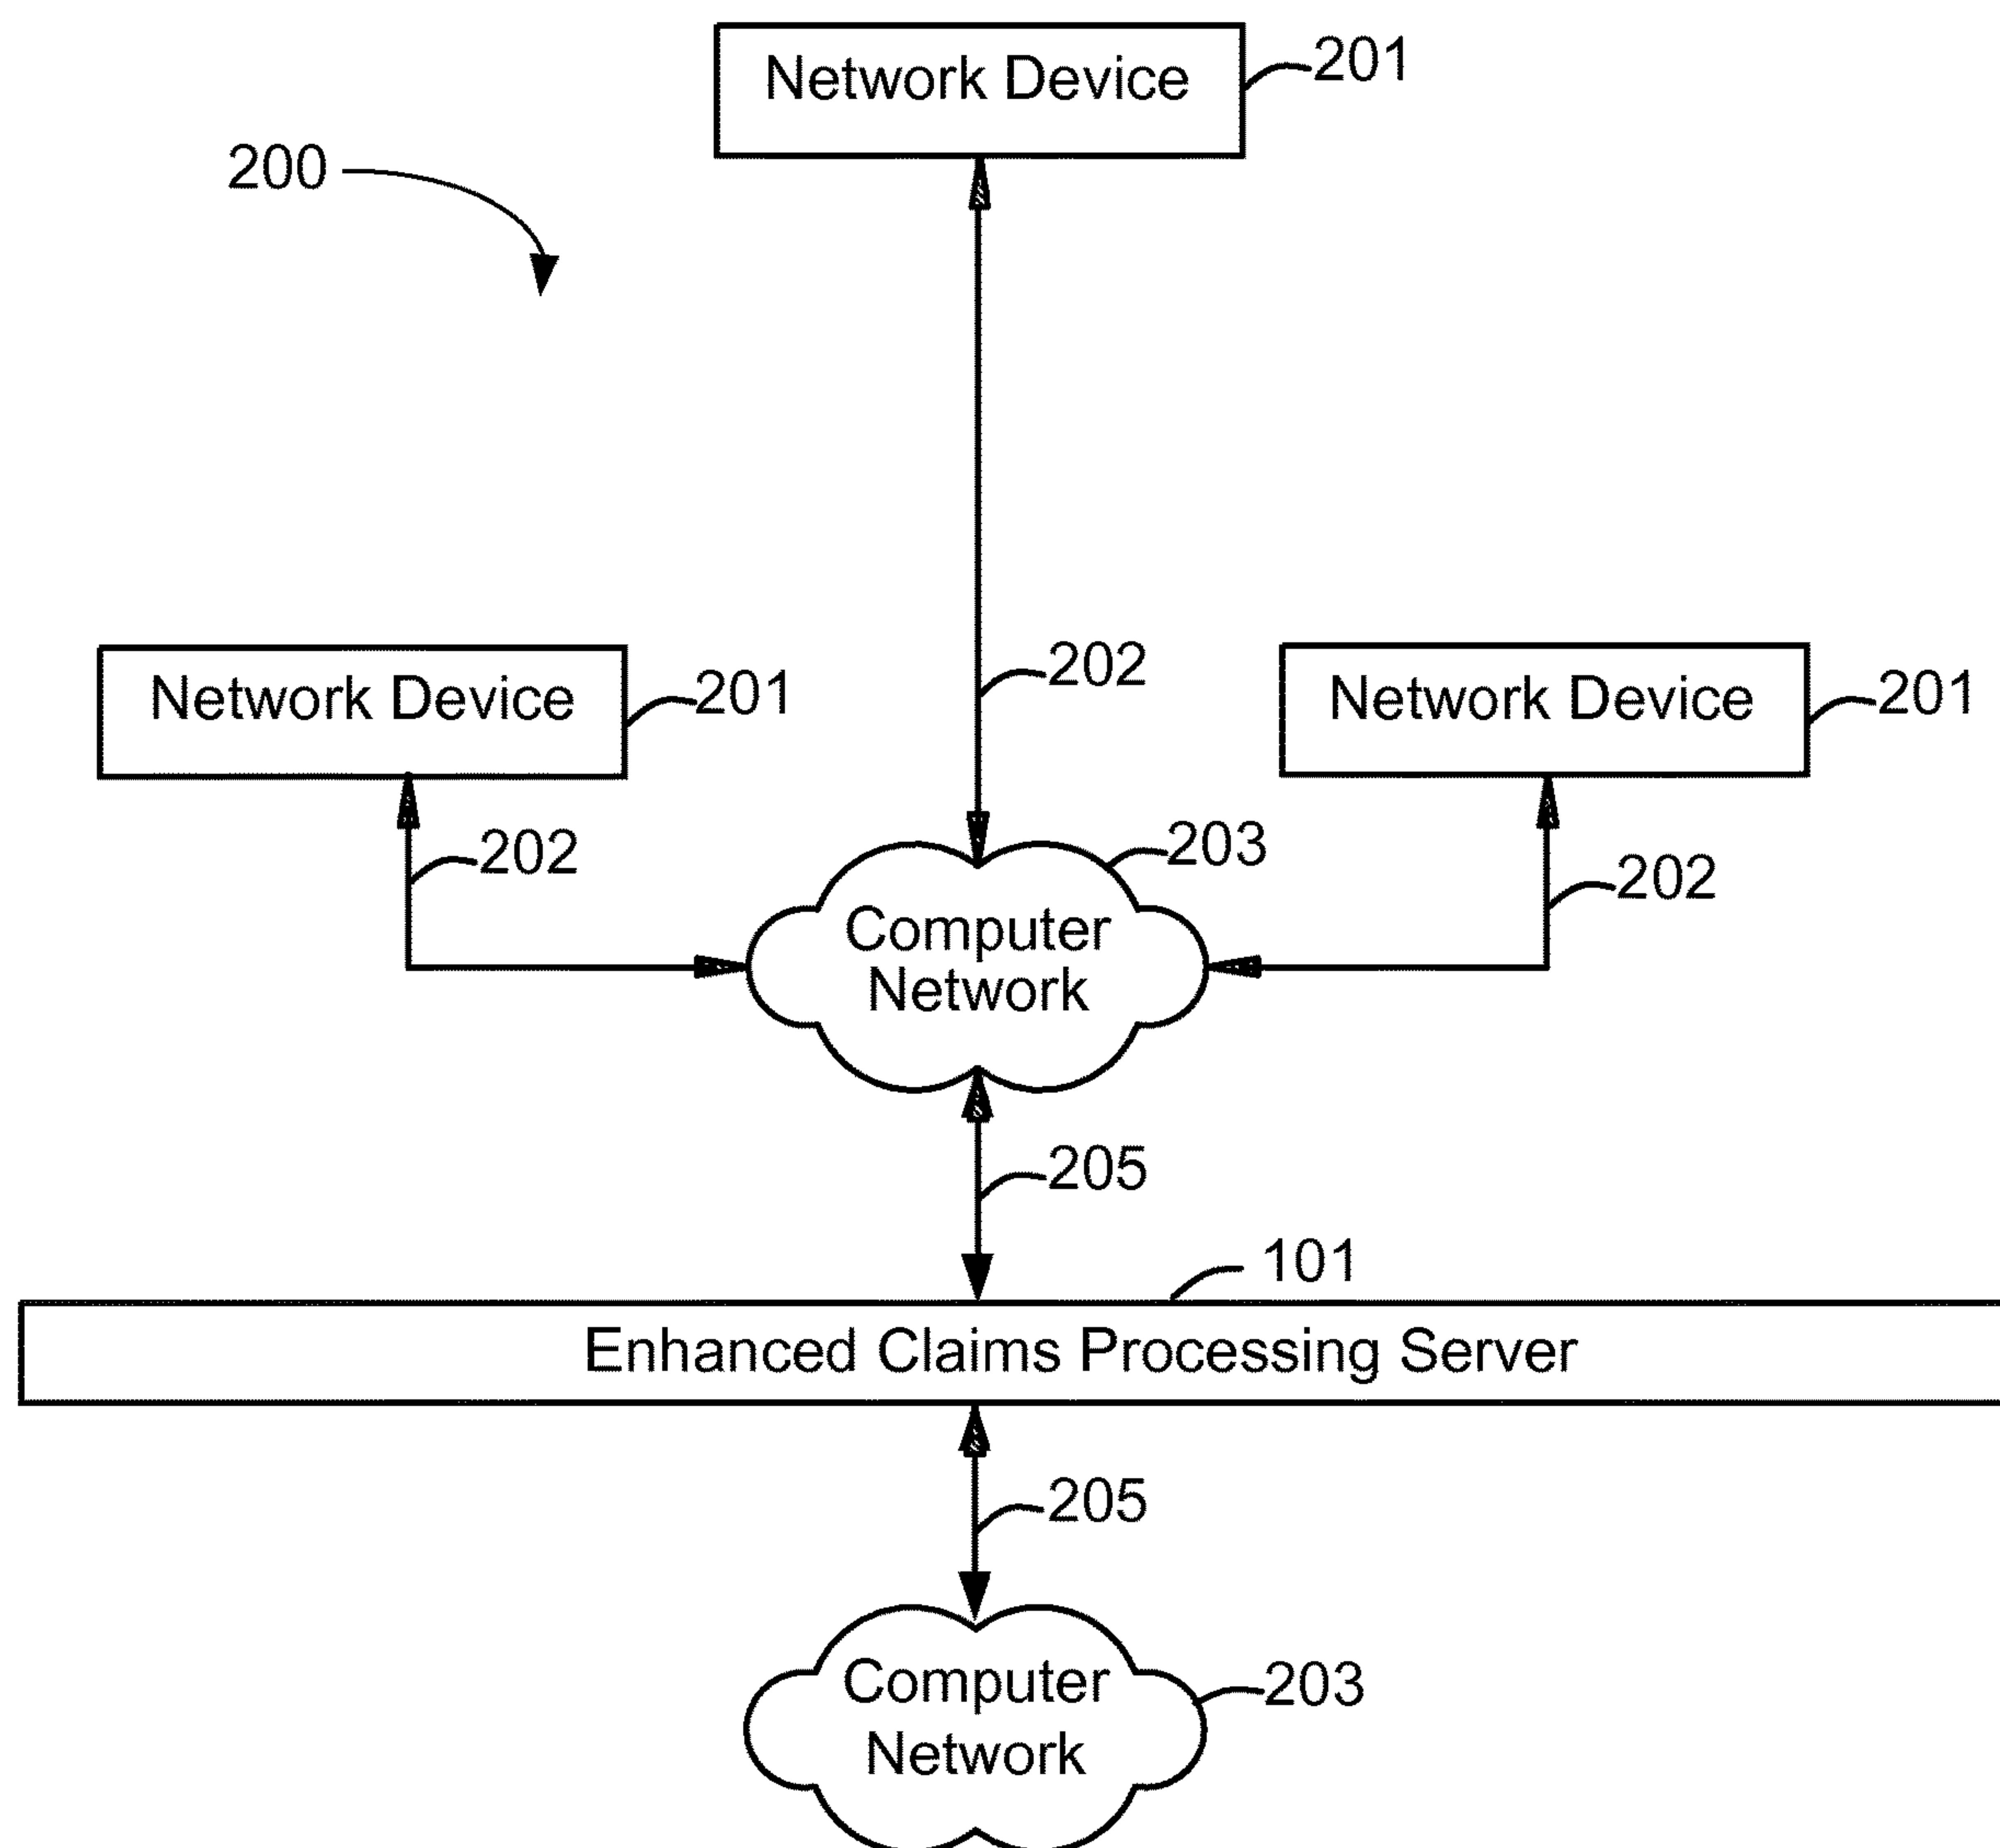 Network Device
201
200
202
Network Device
201
Network Device
201
202
203
202
Computer
Network
205
101
Enhanced Claims Processing Server
205
Computer
Network
203